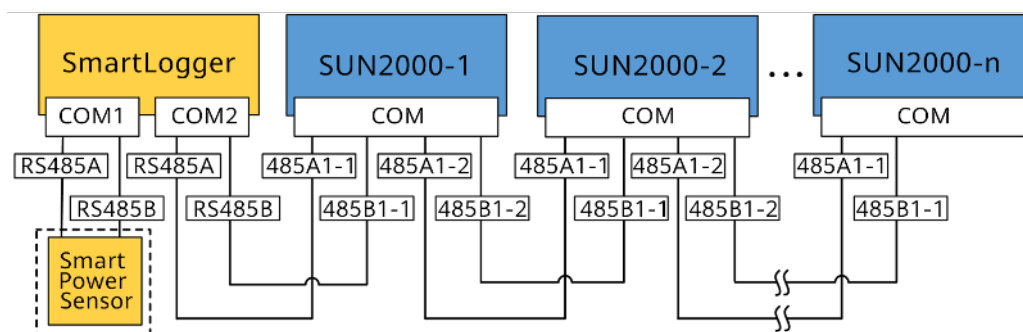 SmartLogger
SUN2000-1
SUN2000-2
...
SUN2000-n
COM1
COM2
COM
COM
COM
RS485A
RS485A
485A1-1
485A1-2
485A1-1
485A1-2
485A1-1
RS485B
RS485B
485B1-1
485B1-2
485B1-1
485B1-2
485B1-1
Smart
Power
Sensor